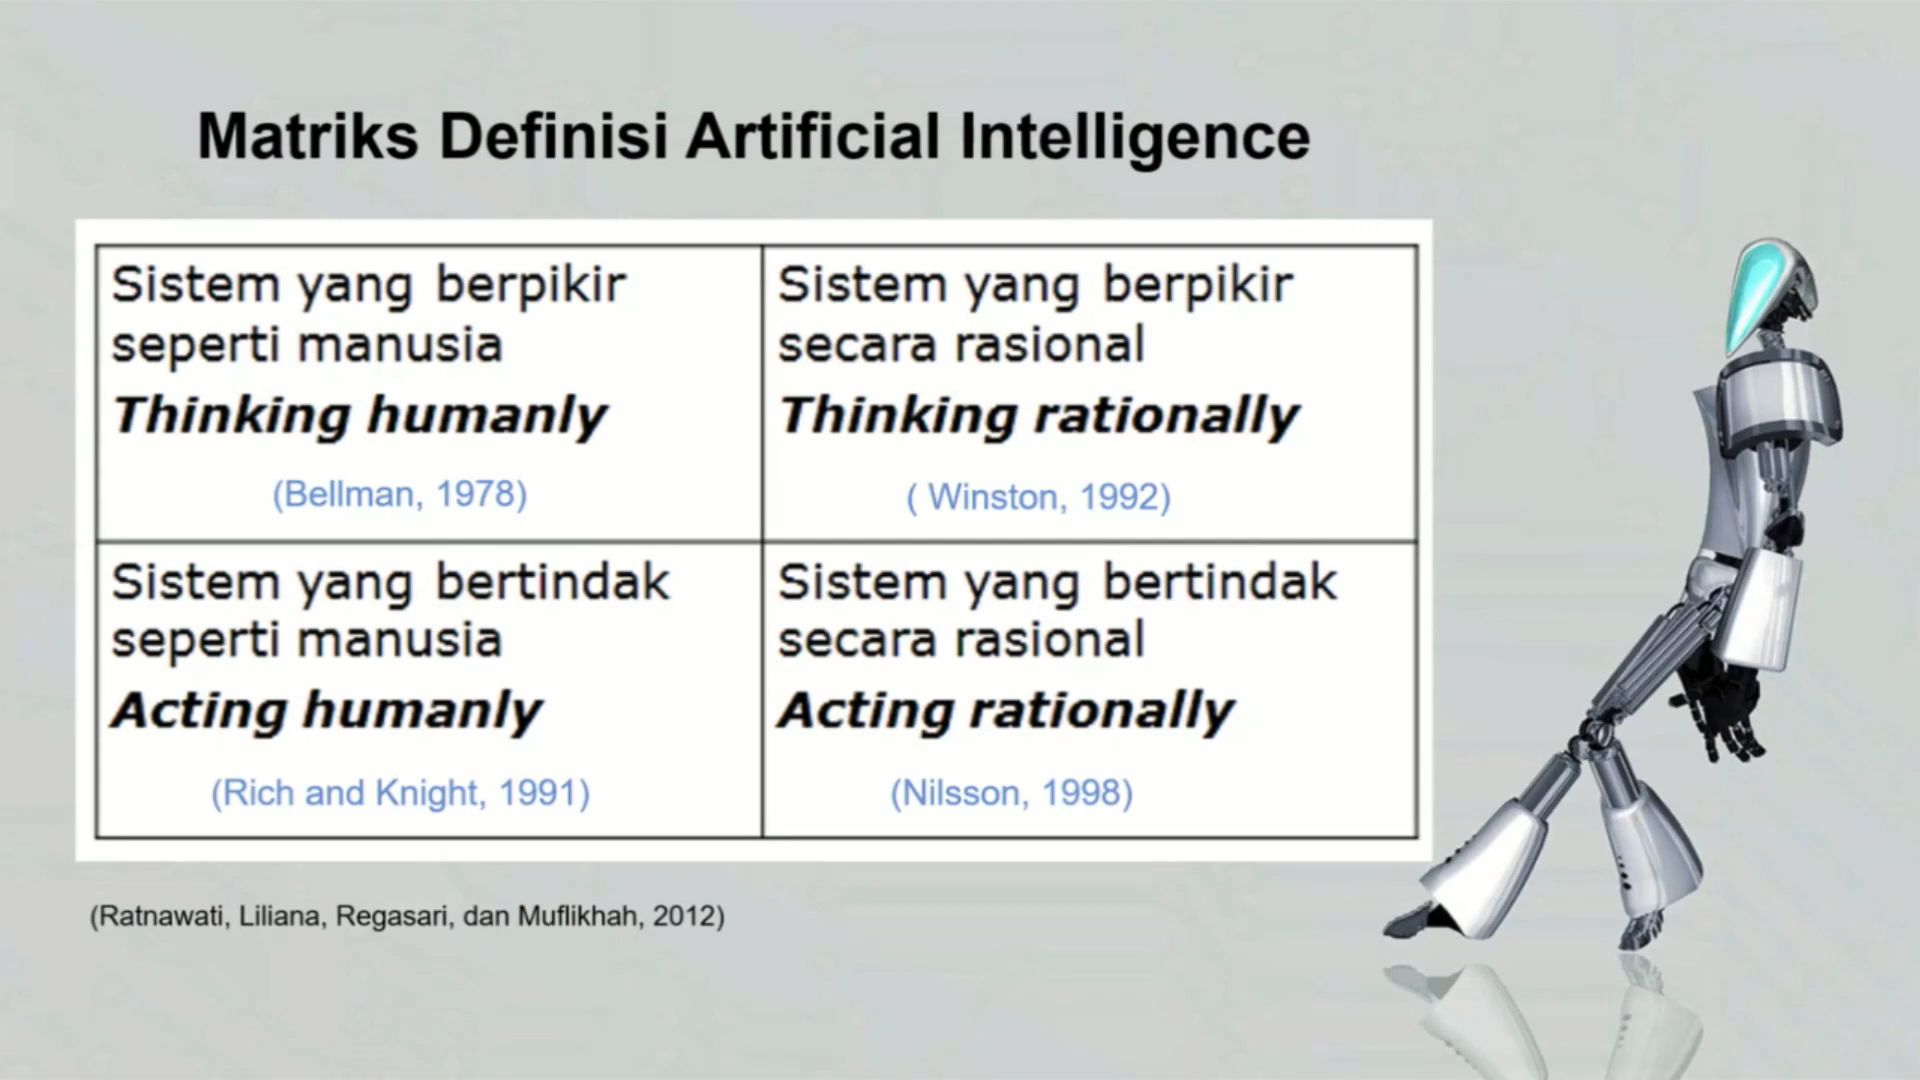 Matriks Definisi Artificial Intelligence
Sistem yang berpikir
seperti manusia
Thinking humanly
(Bellman, 1978)
Sistem yang berpikir
secara rasional
Thinking rationally
( Winston, 1992)
Sistem yang bertindak
seperti manusia
Acting humanly
(Rich and Knight, 1991)
Sistem yang bertindak
secara rasional
Acting rationally
(Nilsson, 1998)
(Ratnawati, Liliana, Regasari, dan Muflikhah, 2012)